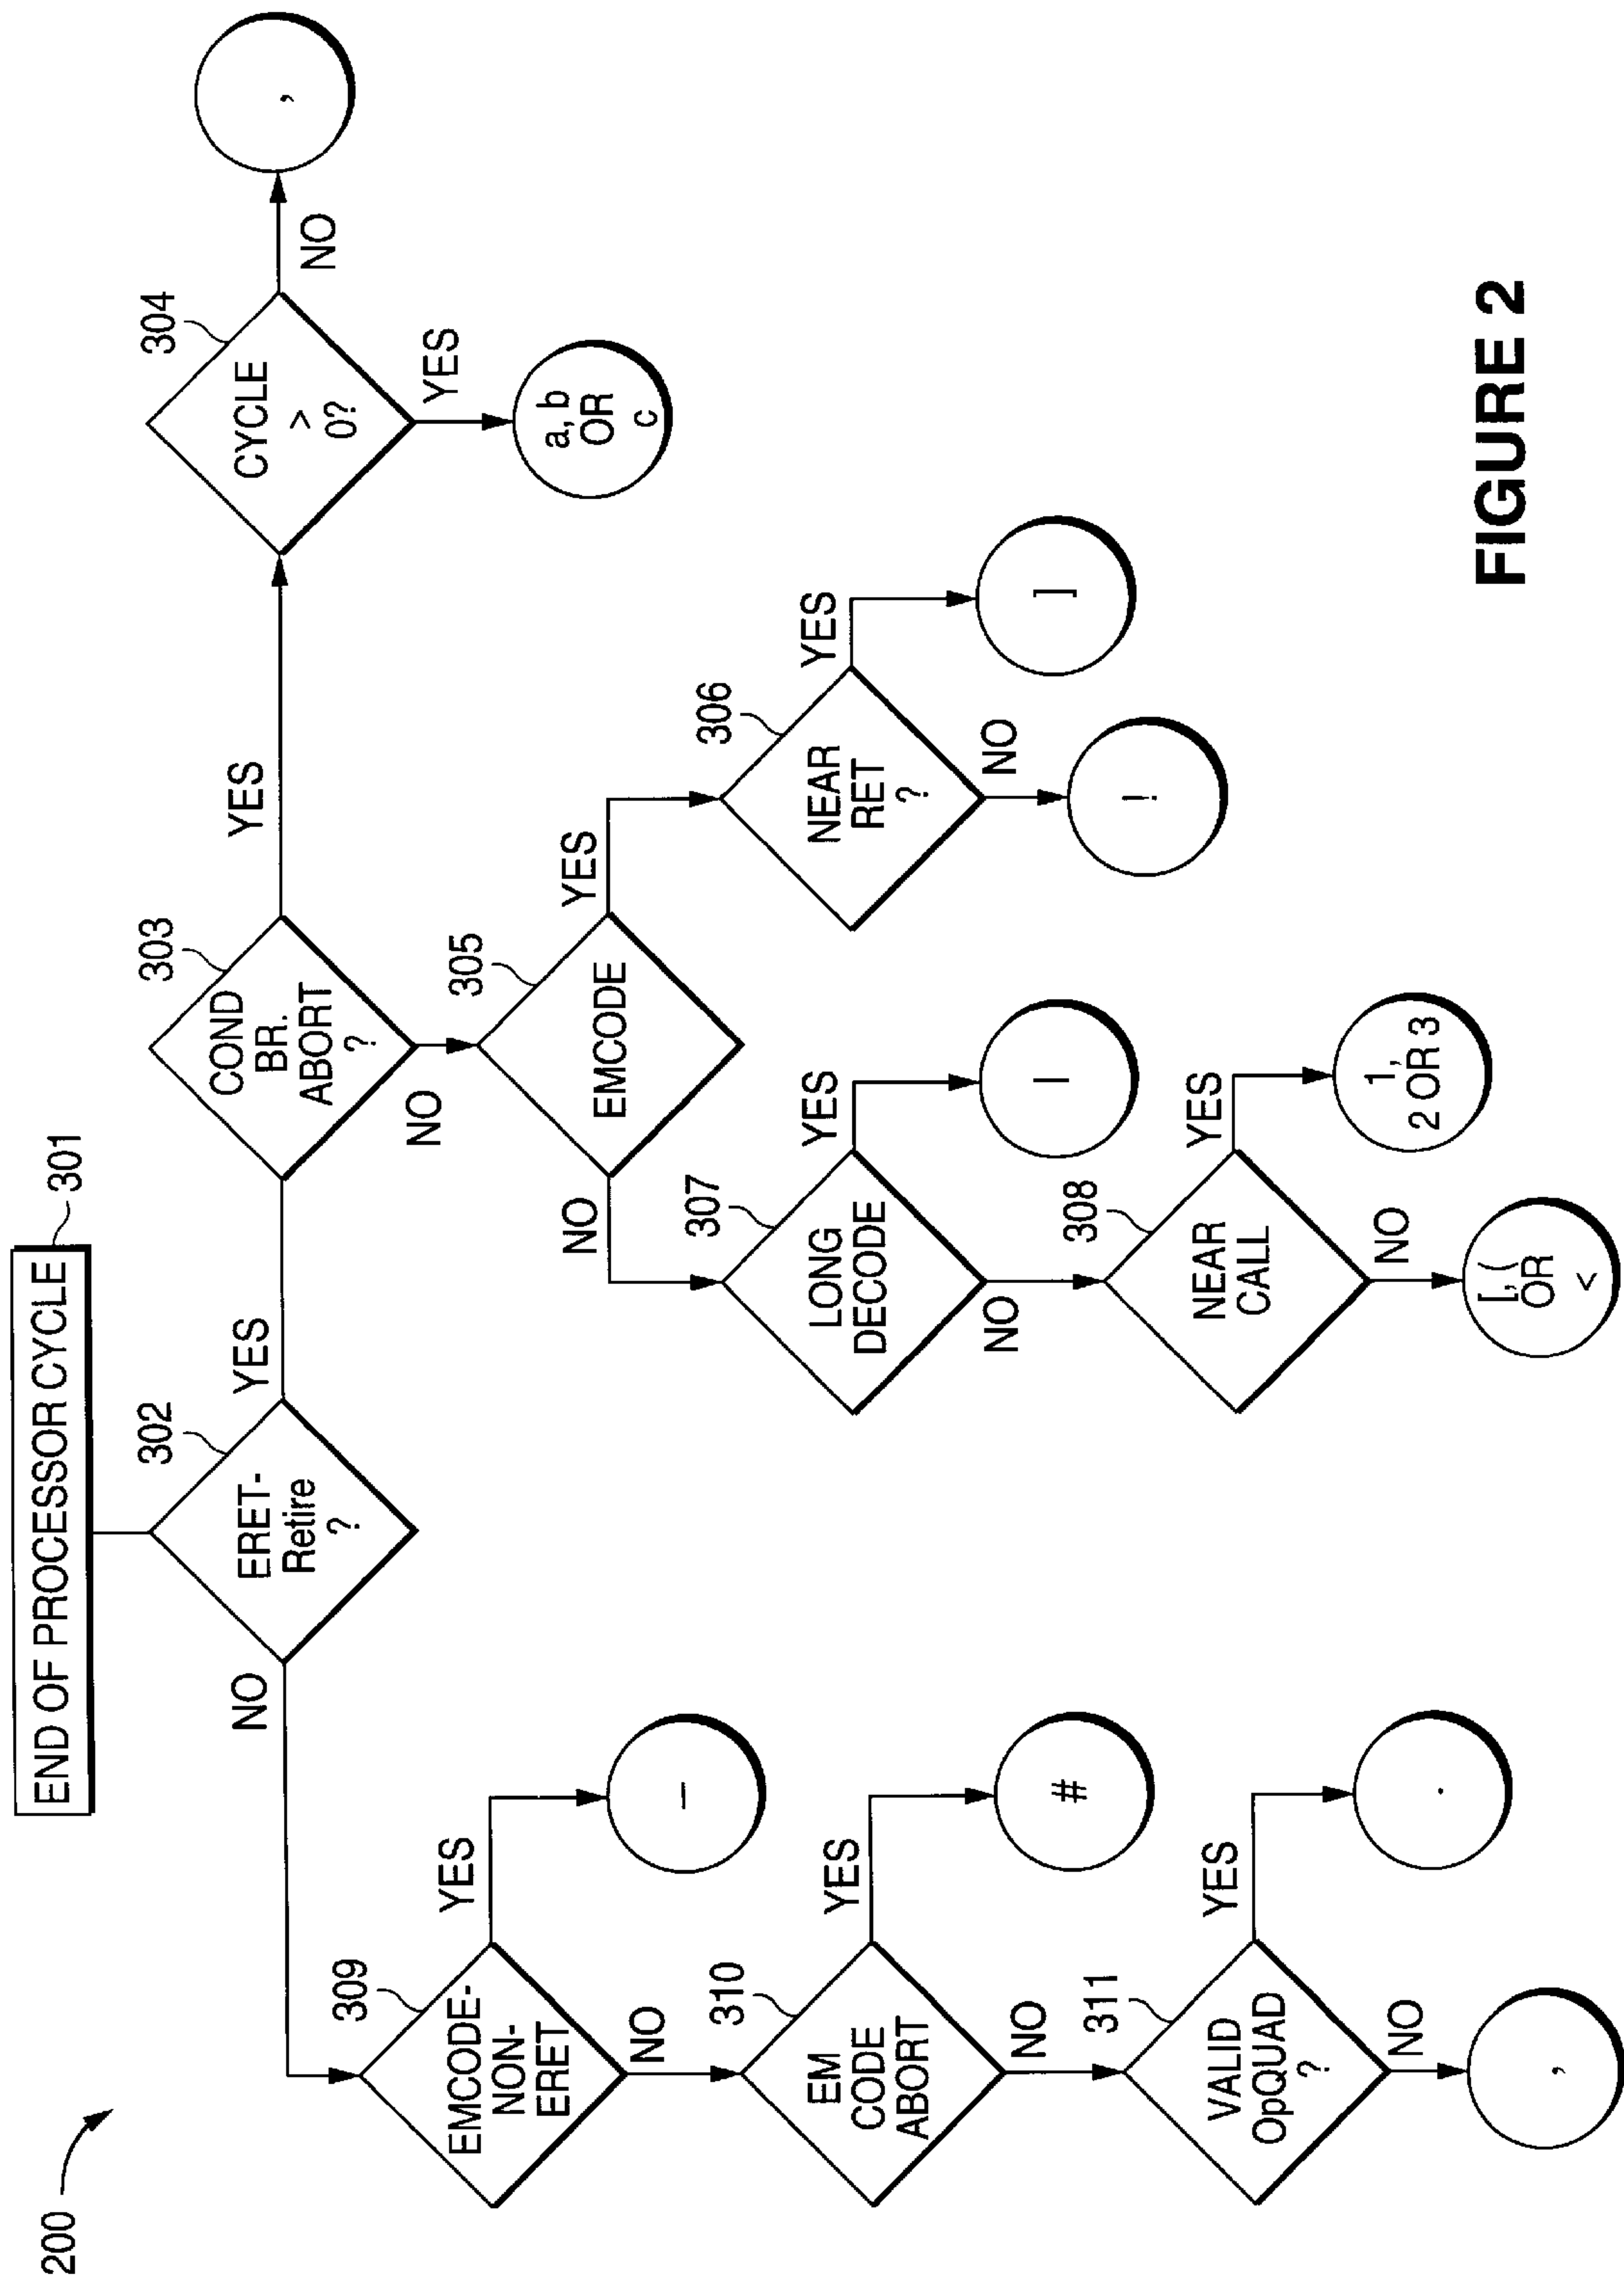 200
END OF PROCESSOR CYCLE
301
302
ERET-
Retire
?
NO
YES
303
COND
BR.
ABORT
?
YES
NO
304
CYCLE
>
0?
NO
,
YES
a, b
OR
c
305
EMCODE
YES
NO
306
NEAR
RET
?
YES
]
NO
!
307
LONG
DECODE
YES
|
NO
308
NEAR
CALL
YES
1,
2 OR 3
NO
[,(
OR
<
309
EMCODE-
NON-
ERET
YES
-
NO
310
EM
CODE
ABORT
YES
#
NO
311
VALID
OpQUAD
?
YES
.
NO
,
FIGURE 2